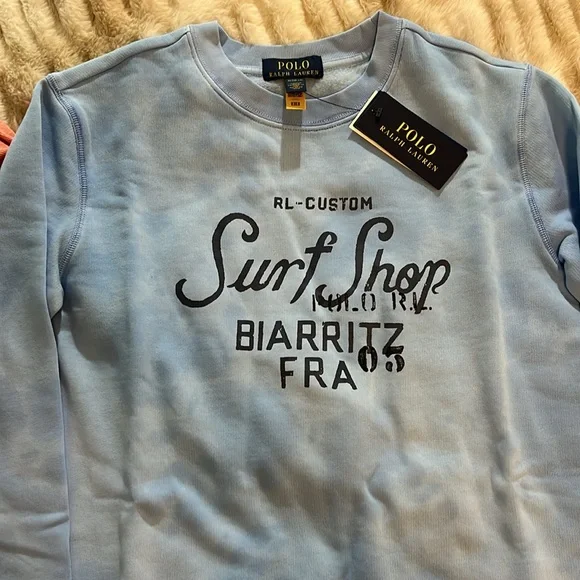 POLO
RALPH LAUREN
POLO
RALPH LAUREN
RL-CUSTOM
Surf Shop
POLO R.L.
BIARRITZ
FRA 05